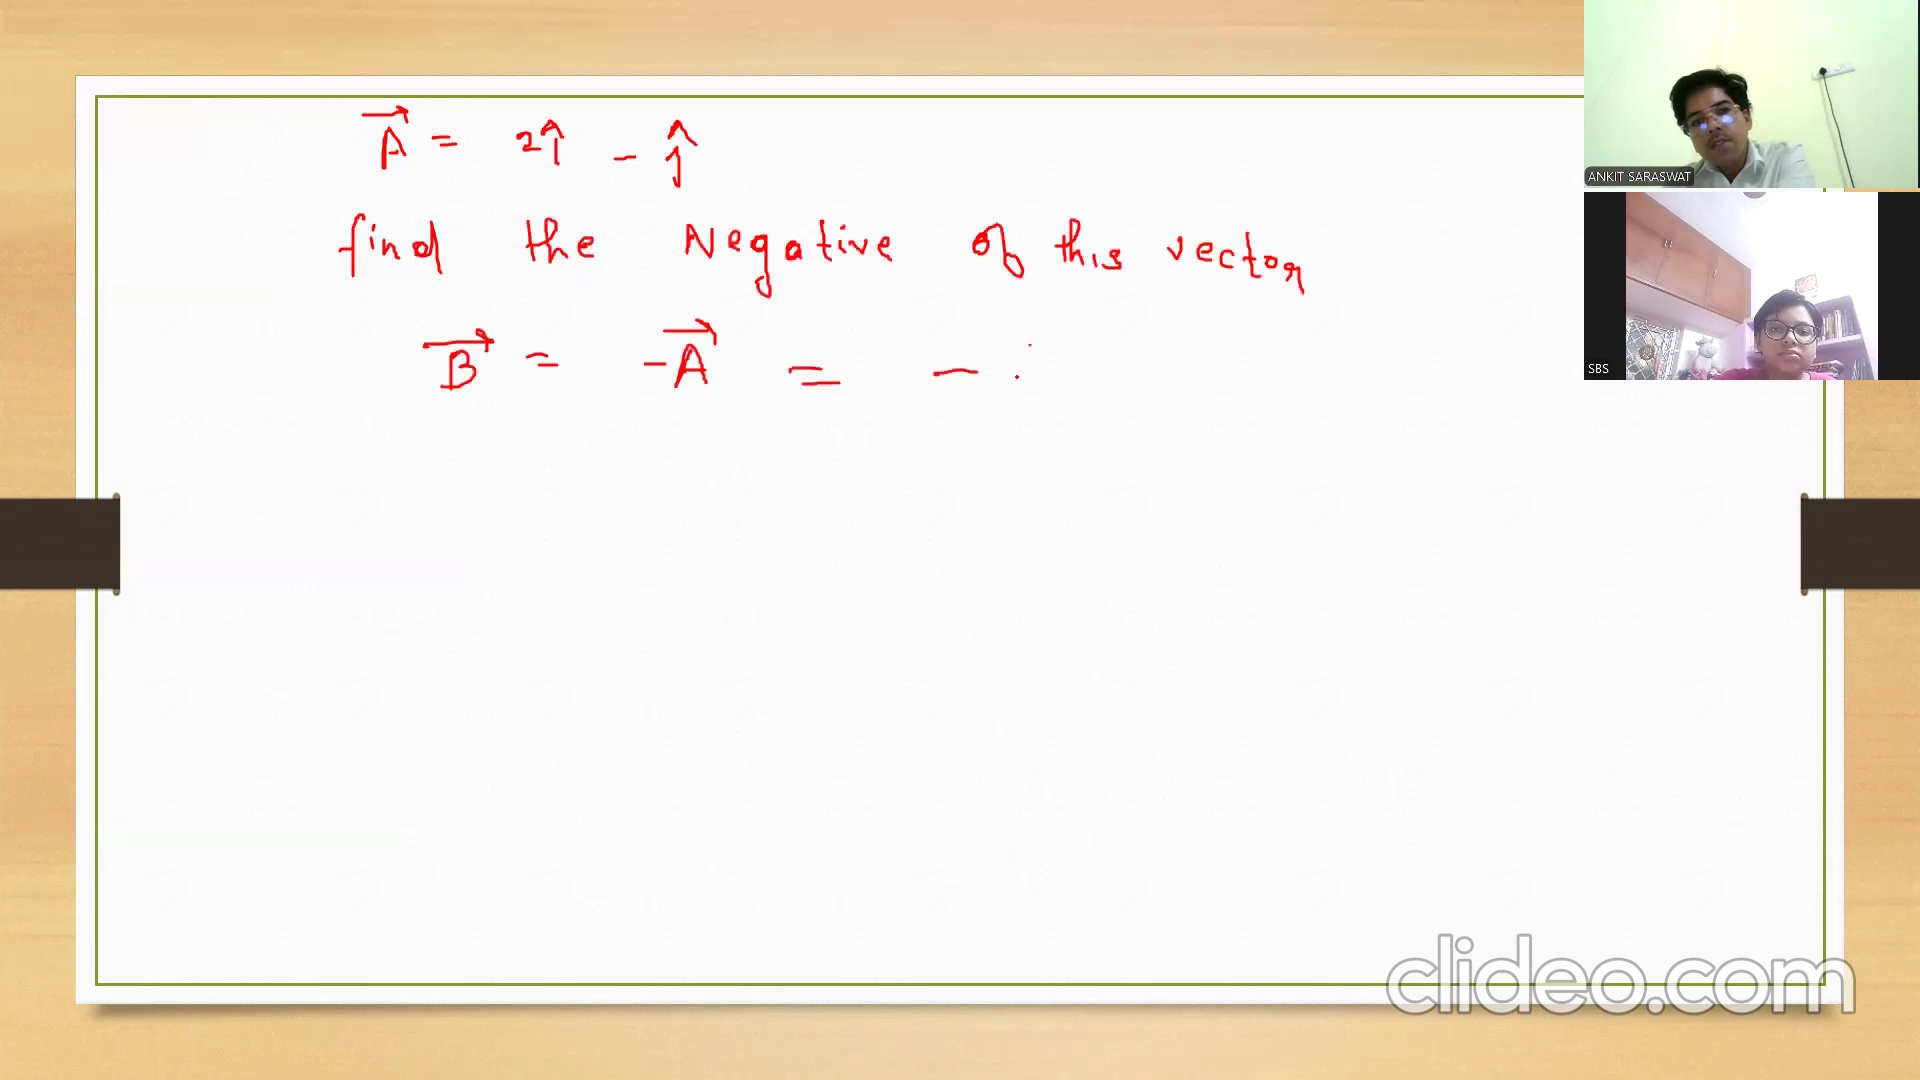 A⃗ = 2î - ĵ
find the Negative of this vector
B⃗ = -A⃗ = -
ANKIT SARASWAT
SBS
clideo.com